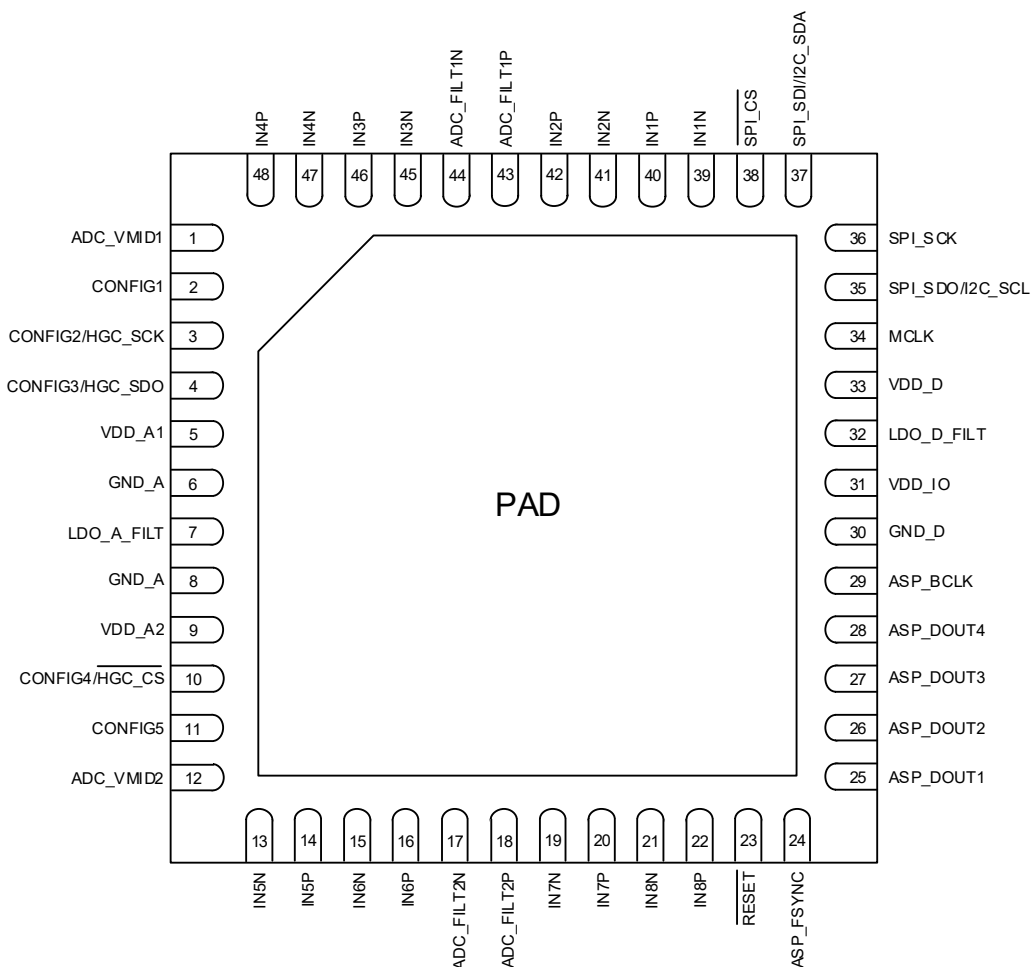 IN4P
IN4N
IN3P
IN3N
ADC_FILT1N
ADC_FILT1P
IN2P
IN2N
IN1P
IN1N
SPI_CS
SPI_SDI/I2C_SDA
48
47
46
45
44
43
42
41
40
39
38
37
ADC_VMID1 1
CONFIG1 2
CONFIG2/HGC_SCK 3
CONFIG3/HGC_SDO 4
VDD_A1 5
GND_A 6
LDO_A_FILT 7
GND_A 8
VDD_A2 9
CONFIG4/HGC_CS 10
CONFIG5 11
ADC_VMID2 12
PAD
36 SPI_SCK
35 SPI_SDO/I2C_SCL
34 MCLK
33 VDD_D
32 LDO_D_FILT
31 VDD_IO
30 GND_D
29 ASP_BCLK
28 ASP_DOUT4
27 ASP_DOUT3
26 ASP_DOUT2
25 ASP_DOUT1
13
14
15
16
17
18
19
20
21
22
23
24
IN5N
IN5P
IN6N
IN6P
ADC_FILT2N
ADC_FILT2P
IN7N
IN7P
IN8N
IN8P
RESET
ASP_FSYNC